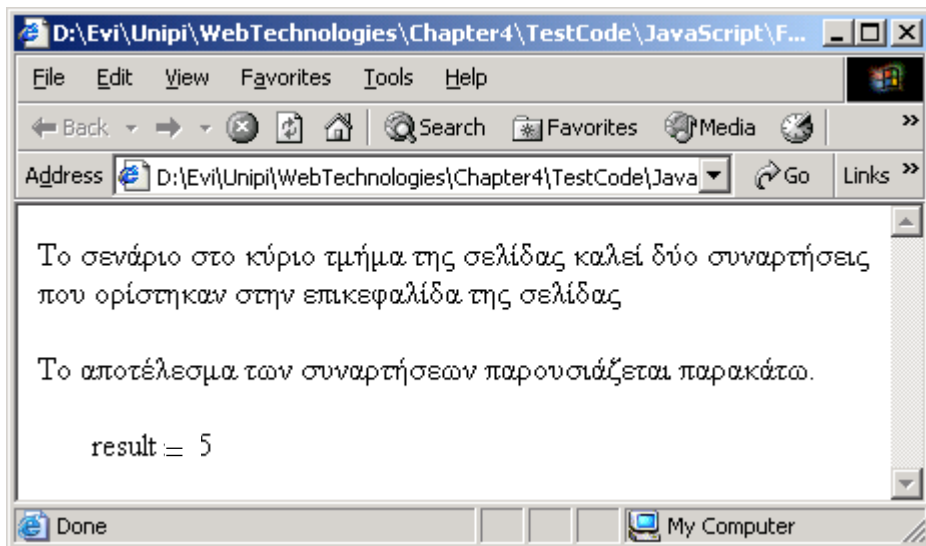 D:\Evi\Unipi\WebTechnologies\Chapter4\TestCode\JavaScript\F...
File Edit View Favorites Tools Help
Back Search Favorites Media »
Address D:\Evi\Unipi\WebTechnologies\Chapter4\TestCode\Java Go Links »
Το σενάριο στο κύριο τμήμα της σελίδας καλεί δύο συναρτήσεις
που ορίστηκαν στην επικεφαλίδα της σελίδας
Το αποτέλεσμα των συναρτήσεων παρουσιάζεται παρακάτω.
result = 5
Done My Computer